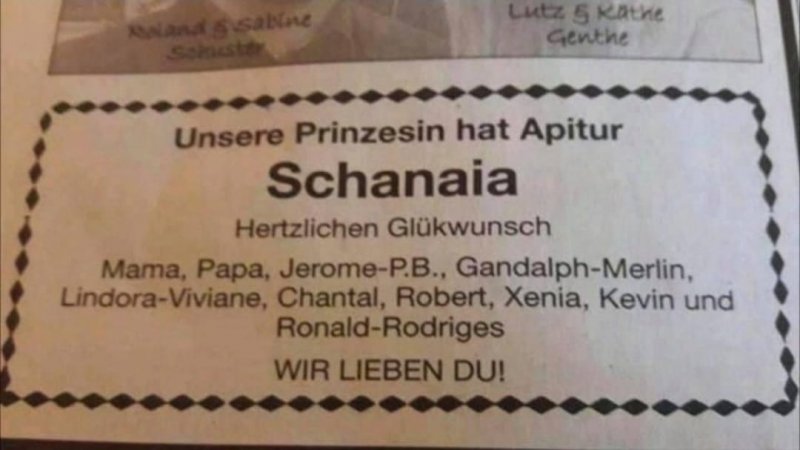 Roland & Sabine
Schuster
Lutz & Käthe
Genthe
Unsere Prinzesin hat Apitur
Schanaia
Hertzlichen Glükwunsch
Mama, Papa, Jerome-P.B., Gandalph-Merlin,
Lindora-Viviane, Chantal, Robert, Xenia, Kevin und
Ronald-Rodriges
WIR LIEBEN DU!